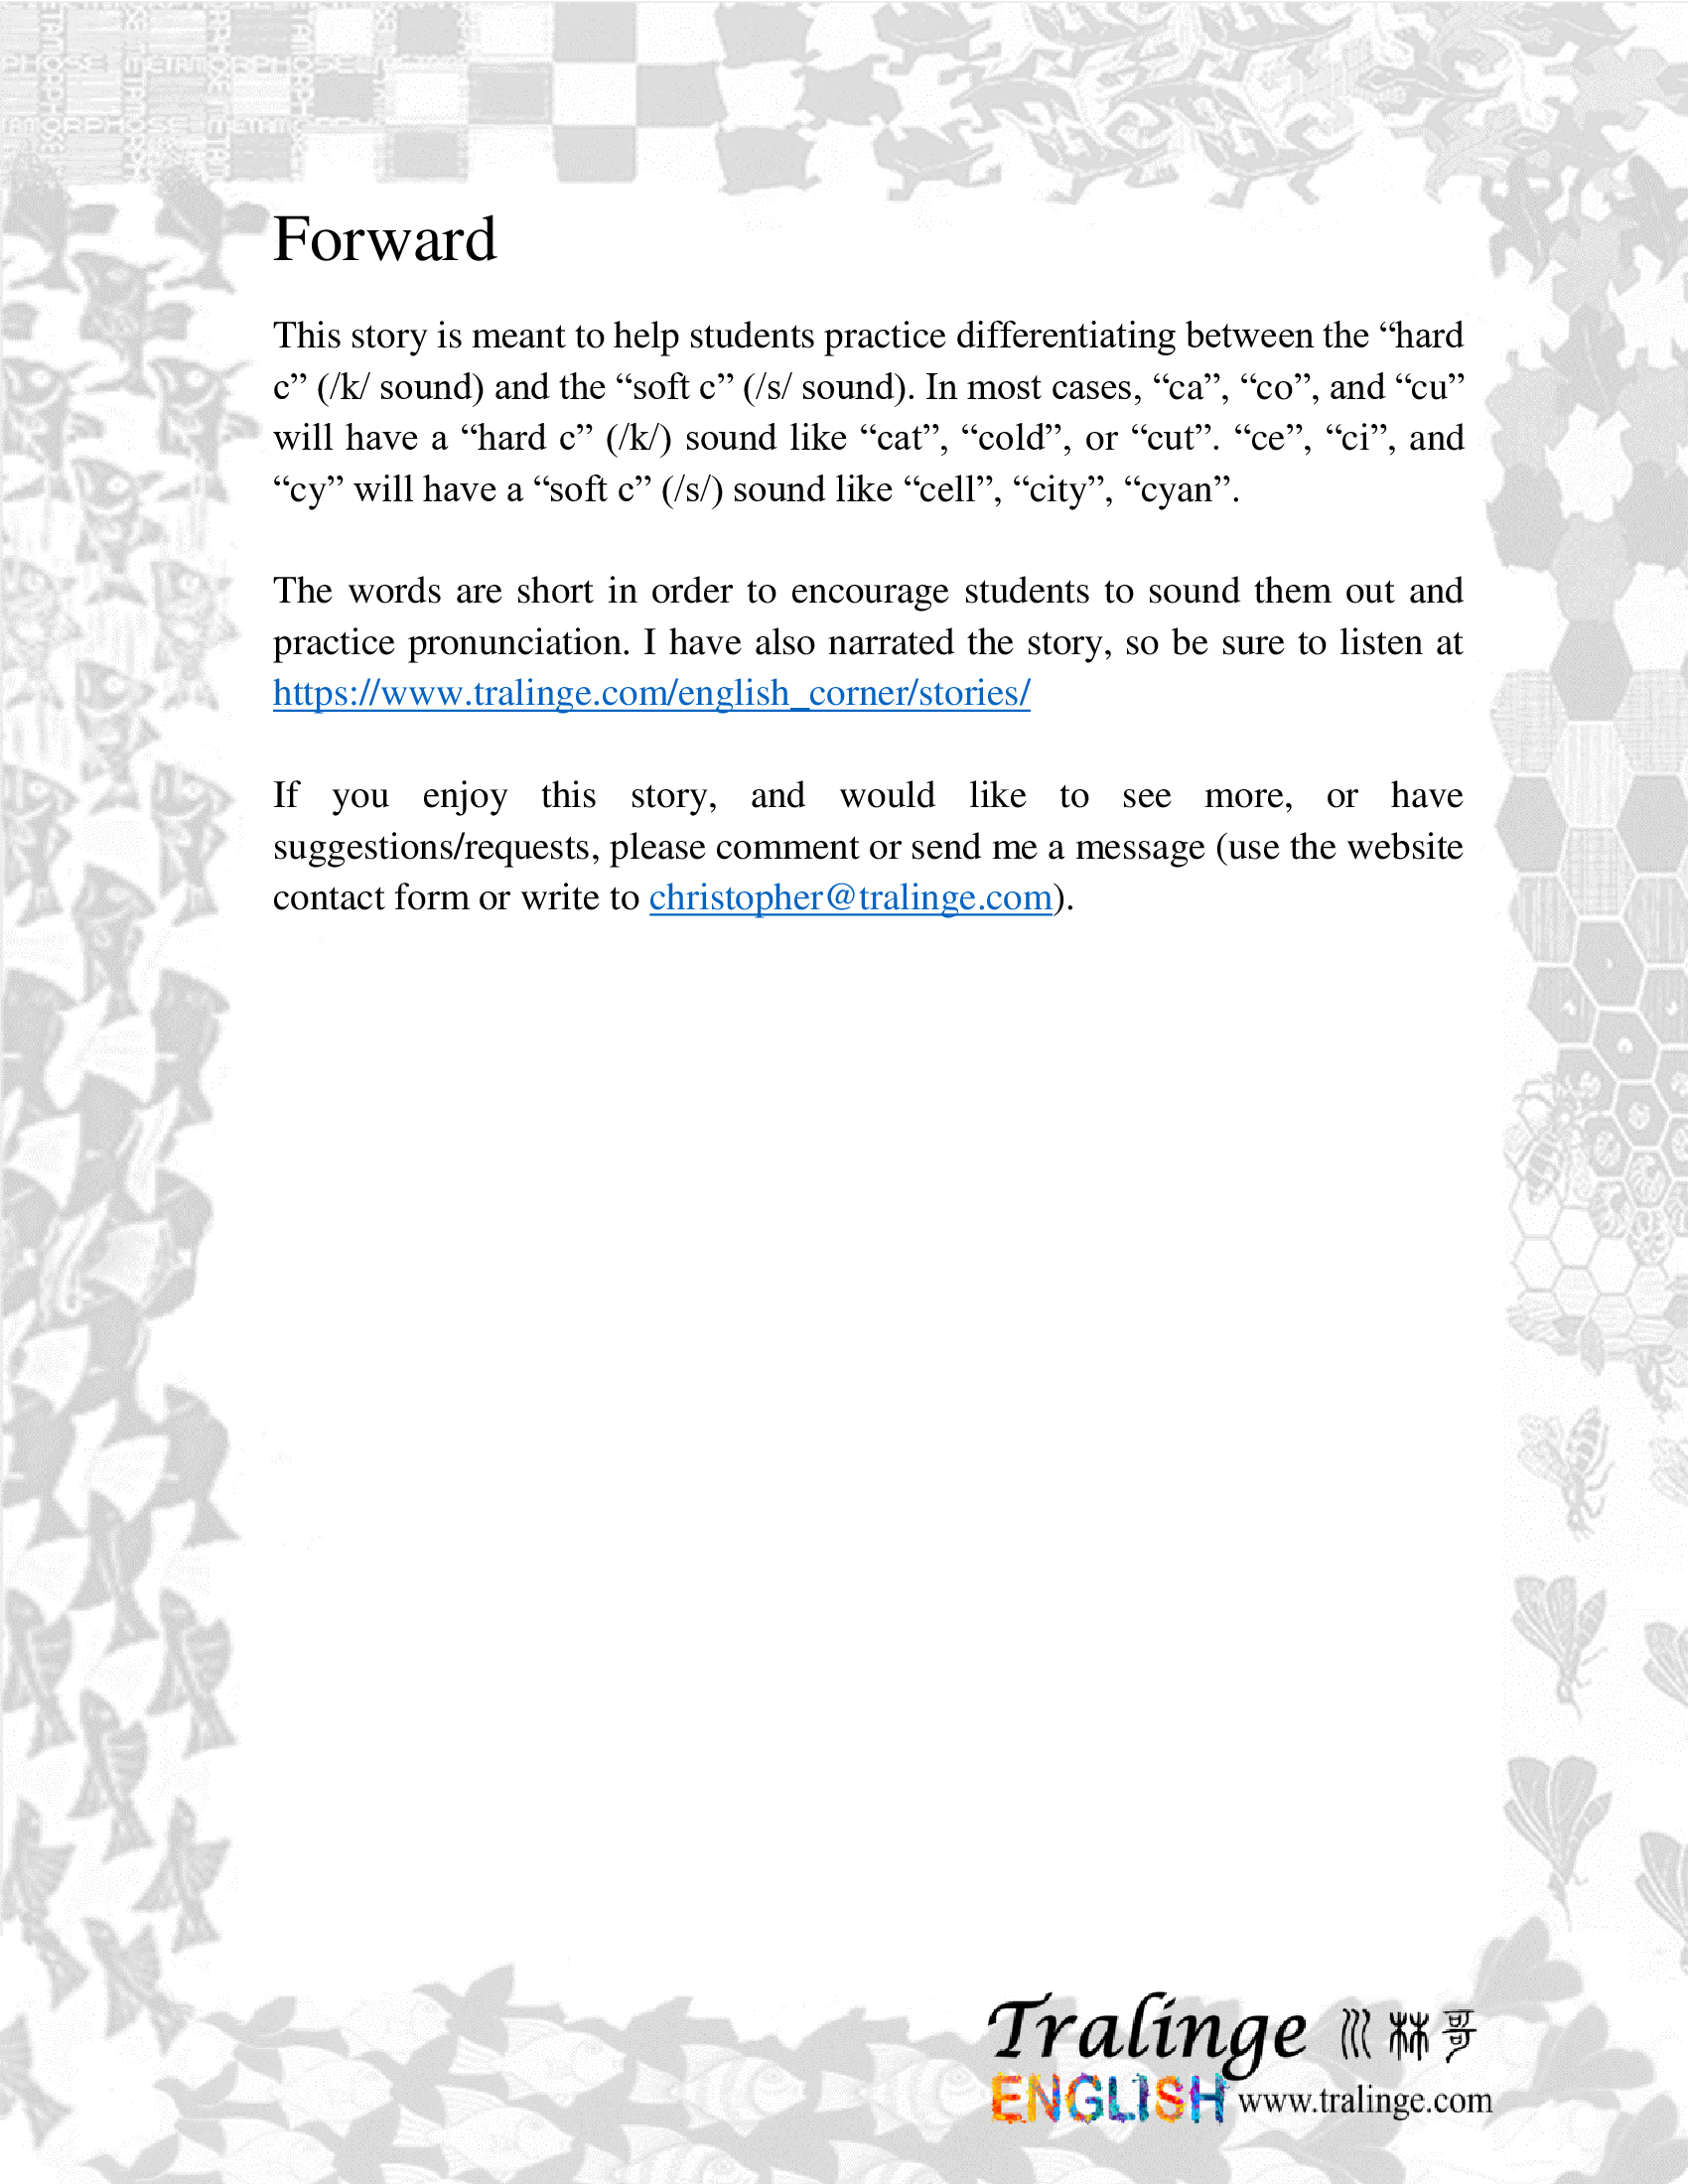 Forward
This story is meant to help students practice differentiating between the “hard
c” (/k/ sound) and the “soft c” (/s/ sound). In most cases, “ca”, “co”, and “cu”
will have a “hard c” (/k/) sound like “cat”, “cold”, or “cut”. “ce”, “ci”, and
“cy” will have a “soft c” (/s/) sound like “cell”, “city”, “cyan”.
The words are short in order to encourage students to sound them out and
practice pronunciation. I have also narrated the story, so be sure to listen at
https://www.tralinge.com/english_corner/stories/
If you enjoy this story, and would like to see more, or have
suggestions/requests, please comment or send me a message (use the website
contact form or write to christopher@tralinge.com).
Tralinge 川林哥
ENGLISH www.tralinge.com